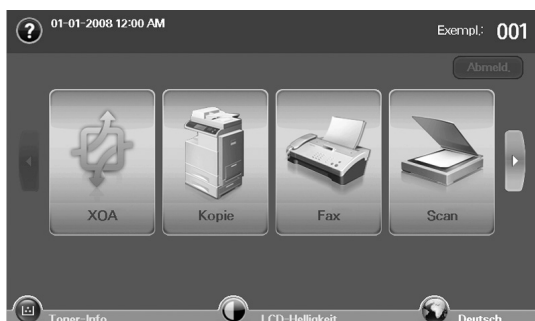 01-01-2008 12:00 AM
Exempl.: 001
Abmeld.
XOA Kopie Fax Scan
Toner-Info LCD-Helligkeit Deutsch